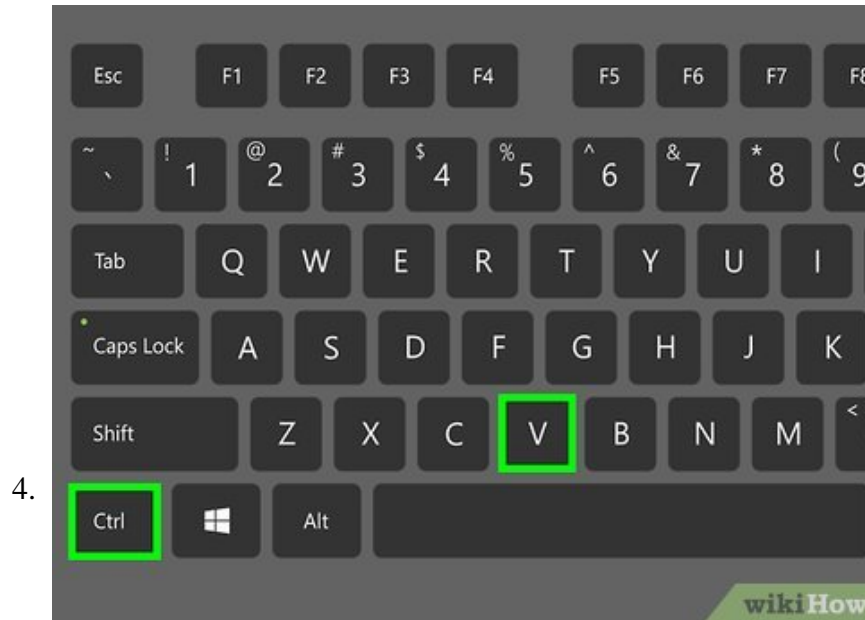 Esc F1 F2 F3 F4 F5 F6 F7
~ ` ! 1 @ 2 # 3 $ 4 % 5 ^ 6 & 7 * 8 ( 9
Tab Q W E R T Y U I
Caps Lock A S D F G H J K
Shift Z X C V B N M <
4.
Ctrl Alt
wikiHow